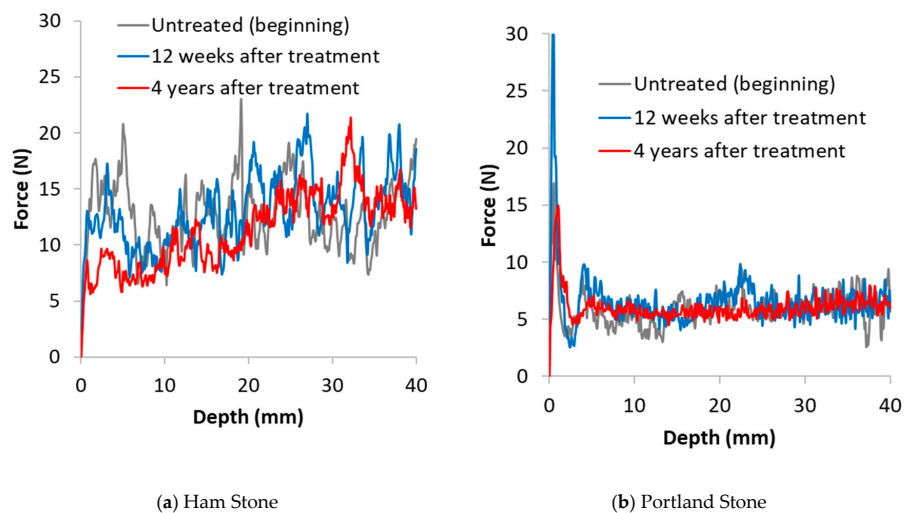 Untreated (beginning)
12 weeks after treatment
4 years after treatment
30
25
20
15
10
5
0
Force (N)
0 10 20 30 40
Depth (mm)
(a) Ham Stone
Untreated (beginning)
12 weeks after treatment
4 years after treatment
30
25
20
15
10
5
0
Force (N)
0 10 20 30 40
Depth (mm)
(b) Portland Stone